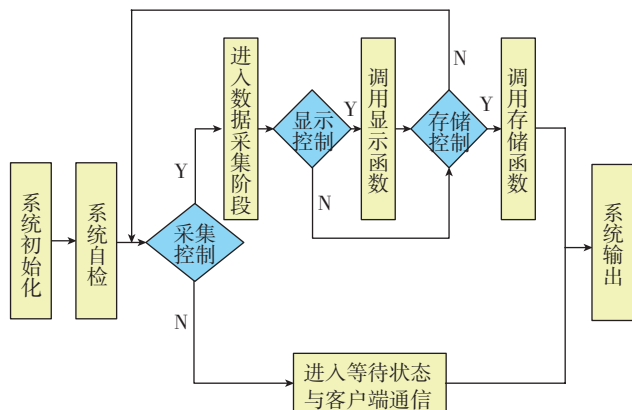 系统初始化
系统自检
采集
控制
Y
N
进入数据采集阶段
显示
控制
Y
N
调用显示函数
存储
控制
N
Y
调用存储函数
进入等待状态
与客户端通信
系统输出